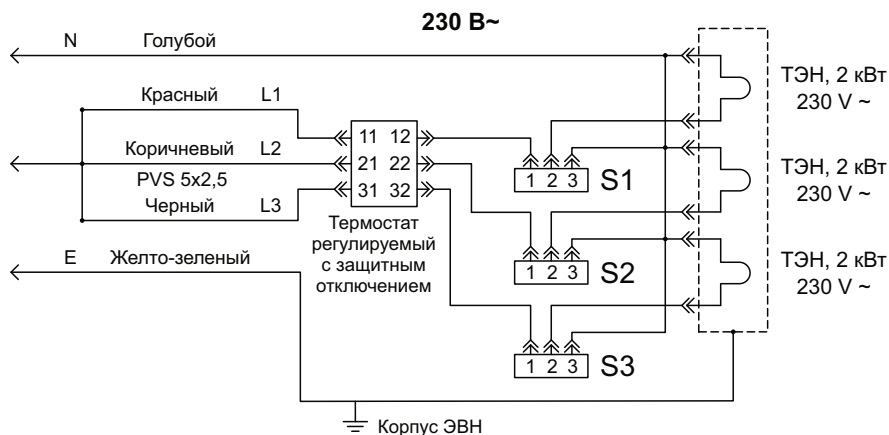 230 В~
N Голубой
Красный L1
Коричневый L2
PVS 5x2,5
Черный L3
E Желто-зеленый
11 12
21 22
31 32
Термостат
регулируемый
с защитным
отключением
1 2 3 S1
1 2 3 S2
1 2 3 S3
ТЭН, 2 кВт
230 V ~
ТЭН, 2 кВт
230 V ~
ТЭН, 2 кВт
230 V ~
Корпус ЭВН